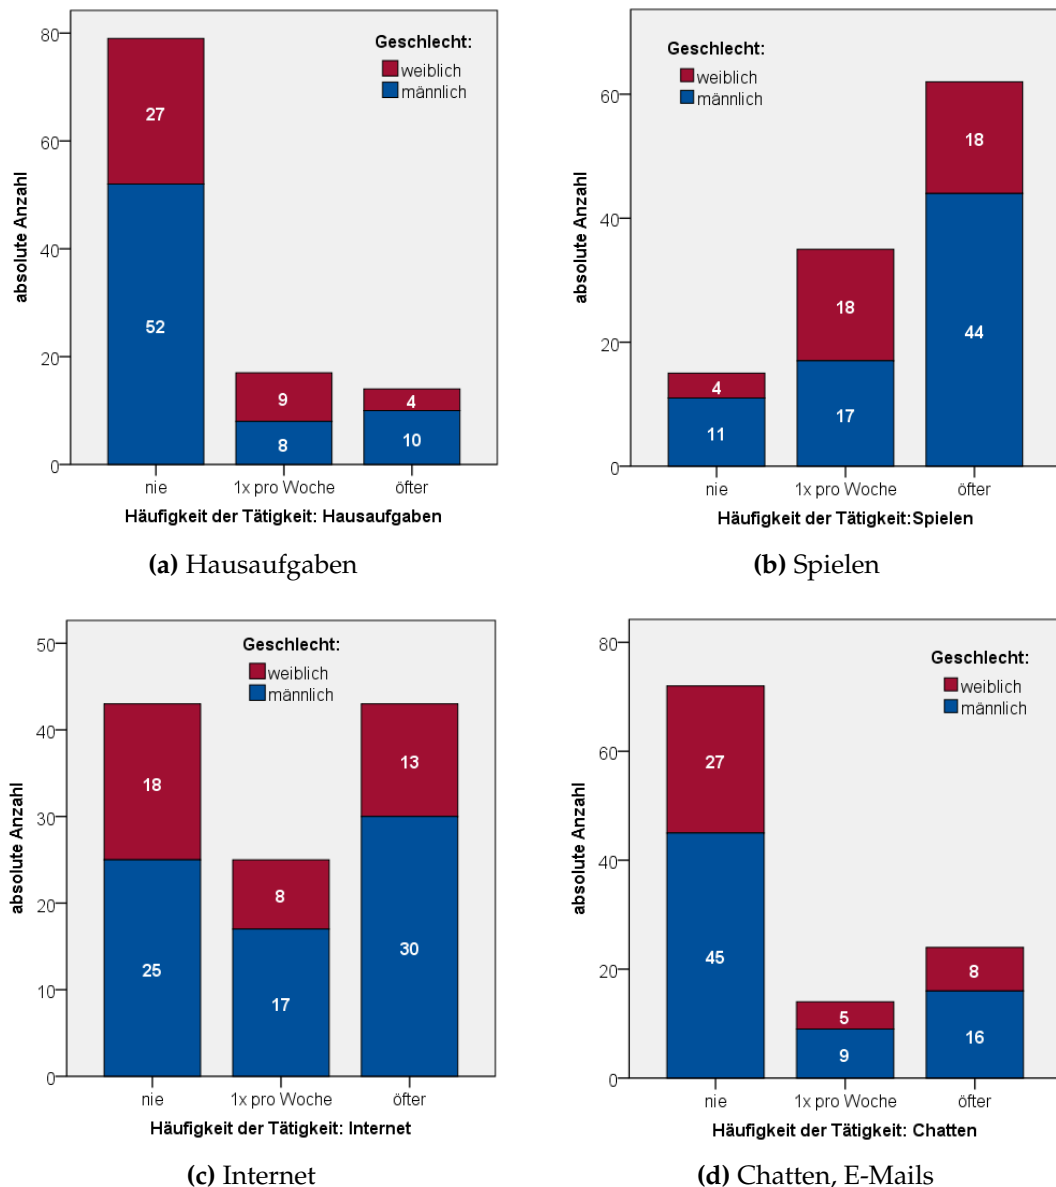 80
60
40
20
0
absolute Anzahl
Geschlecht:
weiblich
männlich
27
52
9
8
4
10
nie
1x pro Woche
öfter
Häufigkeit der Tätigkeit: Hausaufgaben
(a) Hausaufgaben
60
40
20
0
absolute Anzahl
Geschlecht:
weiblich
männlich
4
11
18
17
18
44
nie
1x pro Woche
öfter
Häufigkeit der Tätigkeit:Spielen
(b) Spielen
50
40
30
20
10
0
absolute Anzahl
Geschlecht:
weiblich
männlich
18
25
8
17
13
30
nie
1x pro Woche
öfter
Häufigkeit der Tätigkeit: Internet
(c) Internet
80
60
40
20
0
absolute Anzahl
Geschlecht:
weiblich
männlich
27
45
5
9
8
16
nie
1x pro Woche
öfter
Häufigkeit der Tätigkeit: Chatten
(d) Chatten, E-Mails